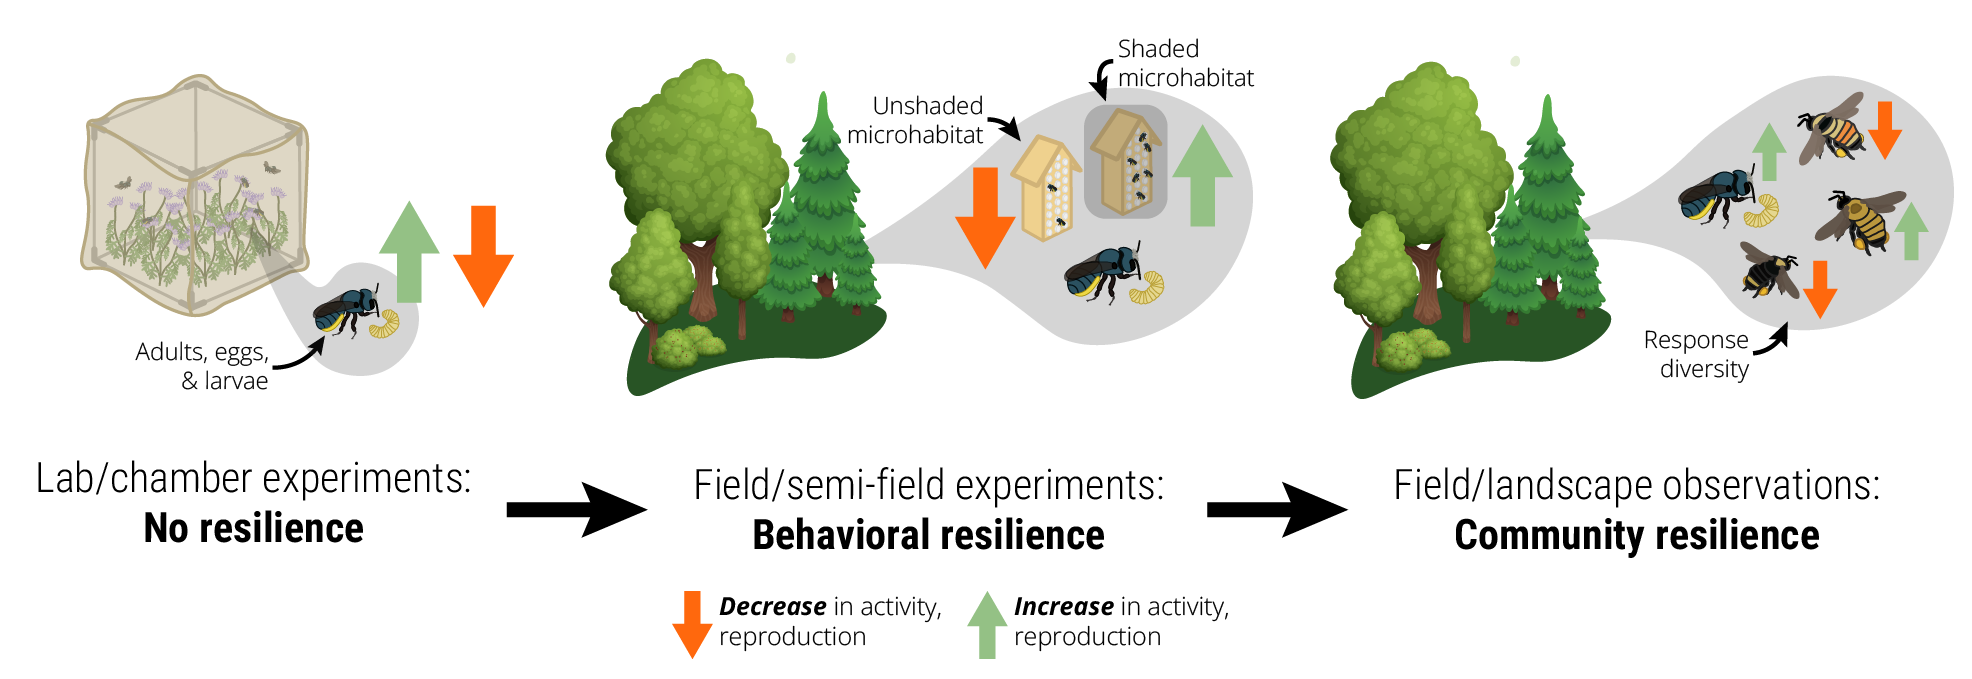 Shaded
microhabitat
Unshaded
microhabitat
Adults, eggs,
& larvae
Response
diversity
Lab/chamber experiments:
No resilience
Field/semi-field experiments:
Behavioral resilience
Field/landscape observations:
Community resilience
Decrease in activity,
reproduction
Increase in activity,
reproduction